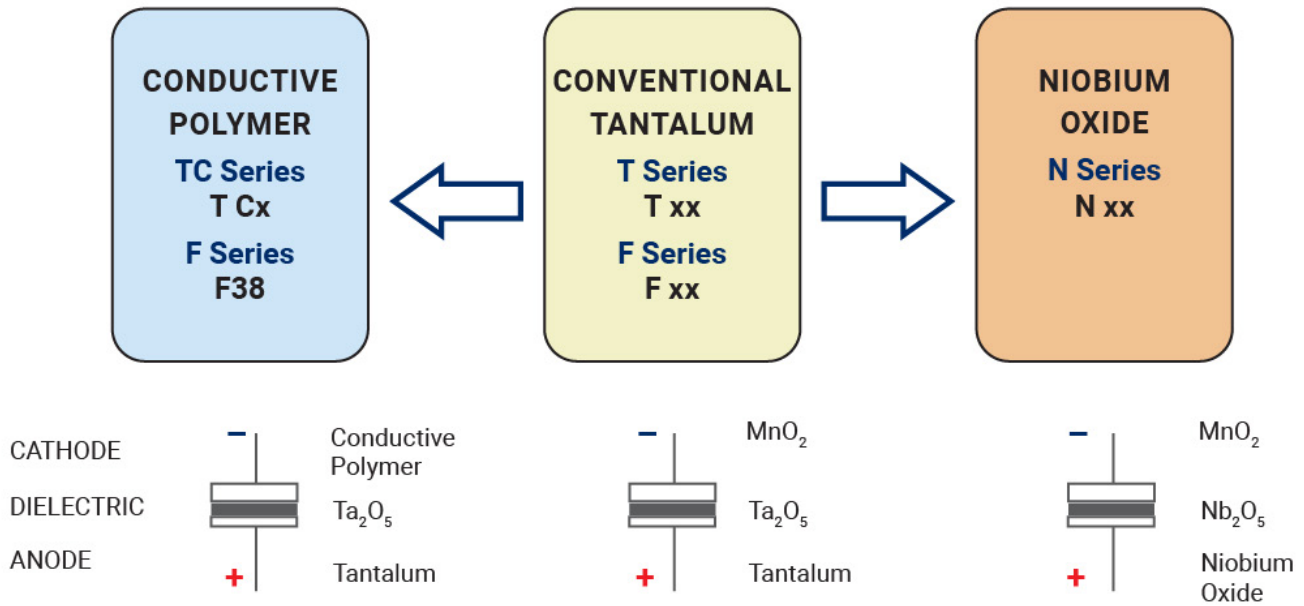 CONDUCTIVE
POLYMER
TC Series
T Cx
F Series
F38
CONVENTIONAL
TANTALUM
T Series
T xx
F Series
F xx
NIOBIUM
OXIDE
N Series
N xx
CATHODE
DIELECTRIC
ANODE
−
Conductive
Polymer
Ta₂O₅
+
Tantalum
−
MnO₂
Ta₂O₅
+
Tantalum
−
MnO₂
Nb₂O₅
+
Niobium
Oxide